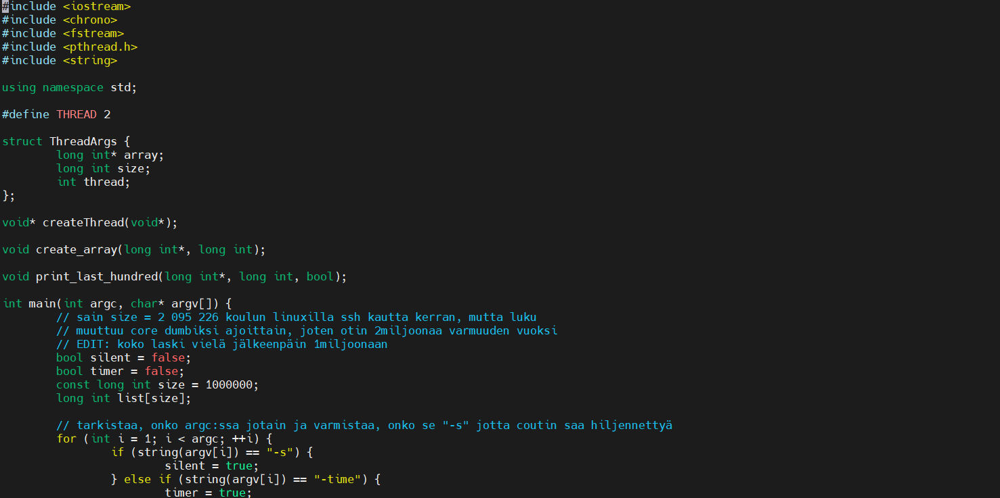 #include <iostream>
#include <chrono>
#include <fstream>
#include <pthread.h>
#include <string>

using namespace std;

#define THREAD 2

struct ThreadArgs {
        long int* array;
        long int size;
        int thread;
};

void* createThread(void*);

void create_array(long int*, long int);

void print_last_hundred(long int*, long int, bool);

int main(int argc, char* argv[]) {
        // sain size = 2 095 226 koulun linuxilla ssh kautta kerran, mutta luku
        // muuttuu core dumbiksi ajoittain, joten otin 2miljoonaa varmuuden vuoksi
        // EDIT: koko laski vielä jälkeenpäin 1miljoonaan
        bool silent = false;
        bool timer = false;
        const long int size = 1000000;
        long int list[size];

        // tarkistaa, onko argc:ssa jotain ja varmistaa, onko se "-s" jotta coutin saa hiljennettyä
        for (int i = 1; i < argc; ++i) {
                if (string(argv[i]) == "-s") {
                        silent = true;
                } else if (string(argv[i]) == "-time") {
                        timer = true;